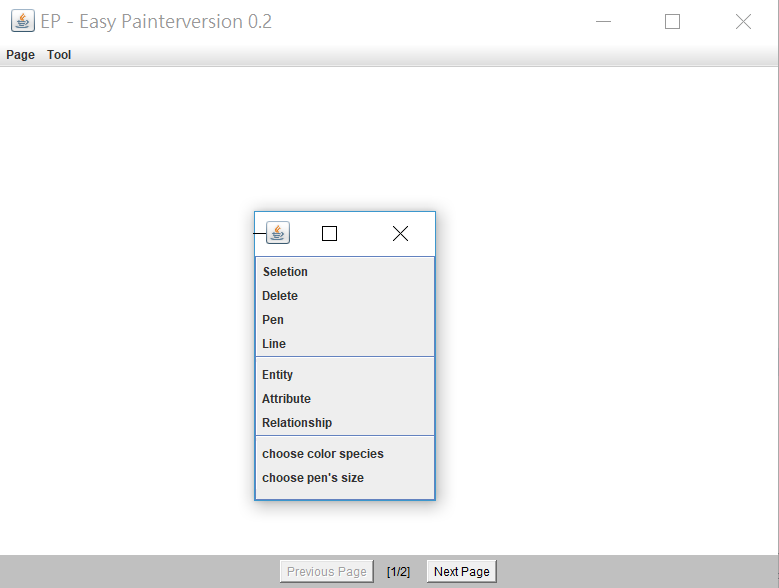 EP - Easy Painterversion 0.2
Page Tool
Seletion
Delete
Pen
Line
Entity
Attribute
Relationship
choose color species
choose pen's size
Previous Page [1/2] Next Page